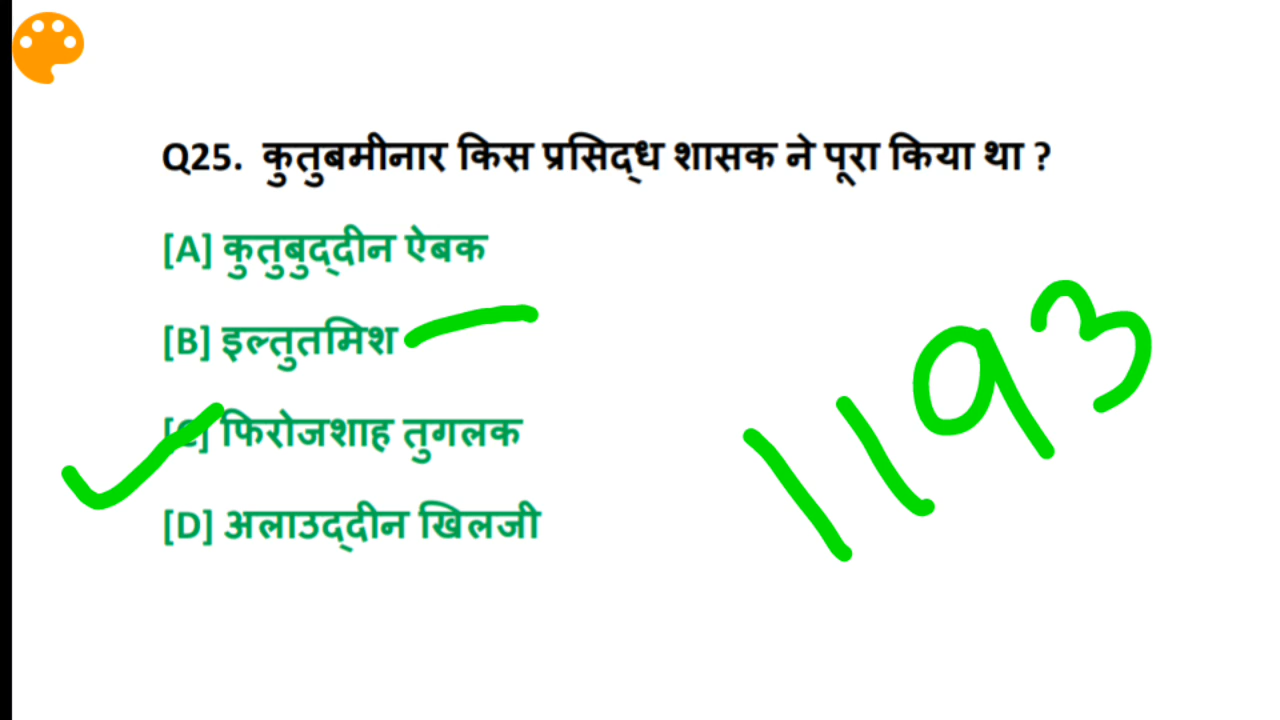 Q25. कुतुबमीनार किस प्रसिद्ध शासक ने पूरा किया था ?
[A] कुतुबुद्दीन ऐबक
[B] इल्तुतमिश
[C] फिरोजशाह तुगलक
[D] अलाउद्दीन खिलजी
1193